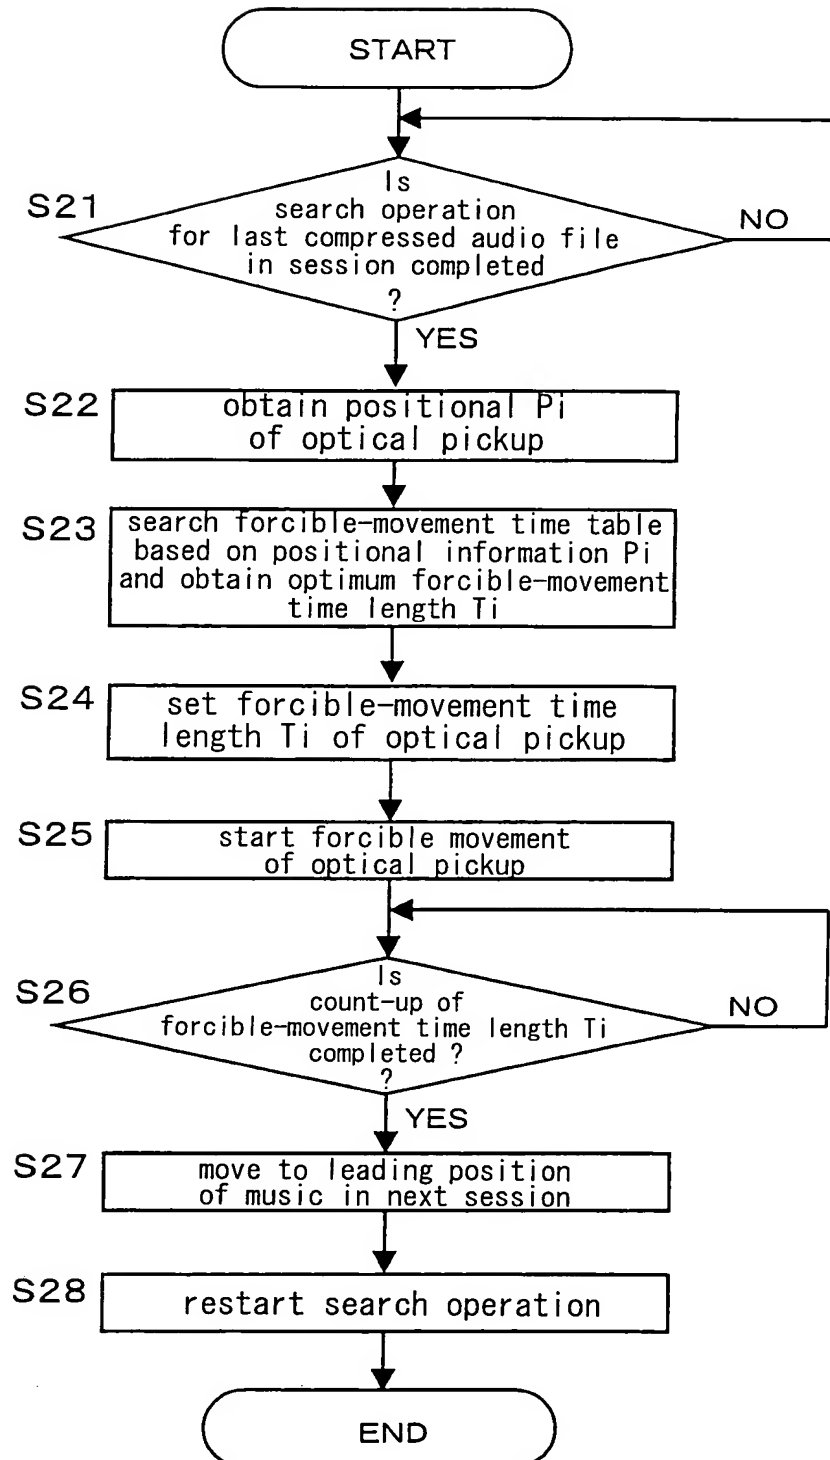 START
S21
Is
search operation
for last compressed audio file
in session completed
?
NO
YES
S22
obtain positional Pi
of optical pickup
S23
search forcible-movement time table
based on positional information Pi
and obtain optimum forcible-movement
time length Ti
S24
set forcible-movement time
length Ti of optical pickup
S25
start forcible movement
of optical pickup
S26
Is
count-up of
forcible-movement time length Ti
completed ?
?
NO
YES
S27
move to leading position
of music in next session
S28
restart search operation
END